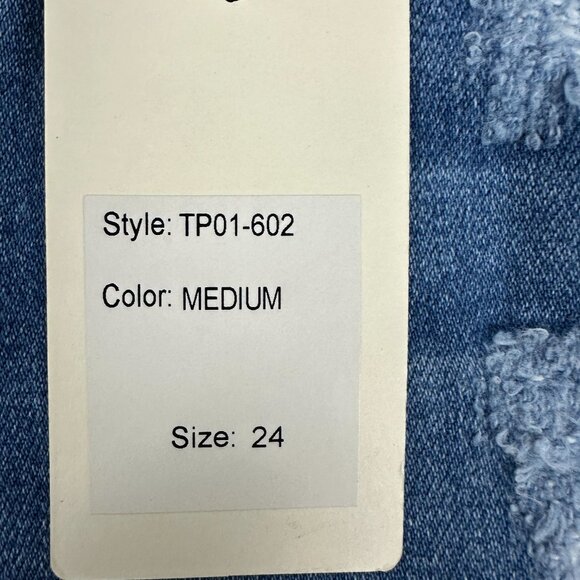 Style: TP01-602
Color: MEDIUM
Size: 24